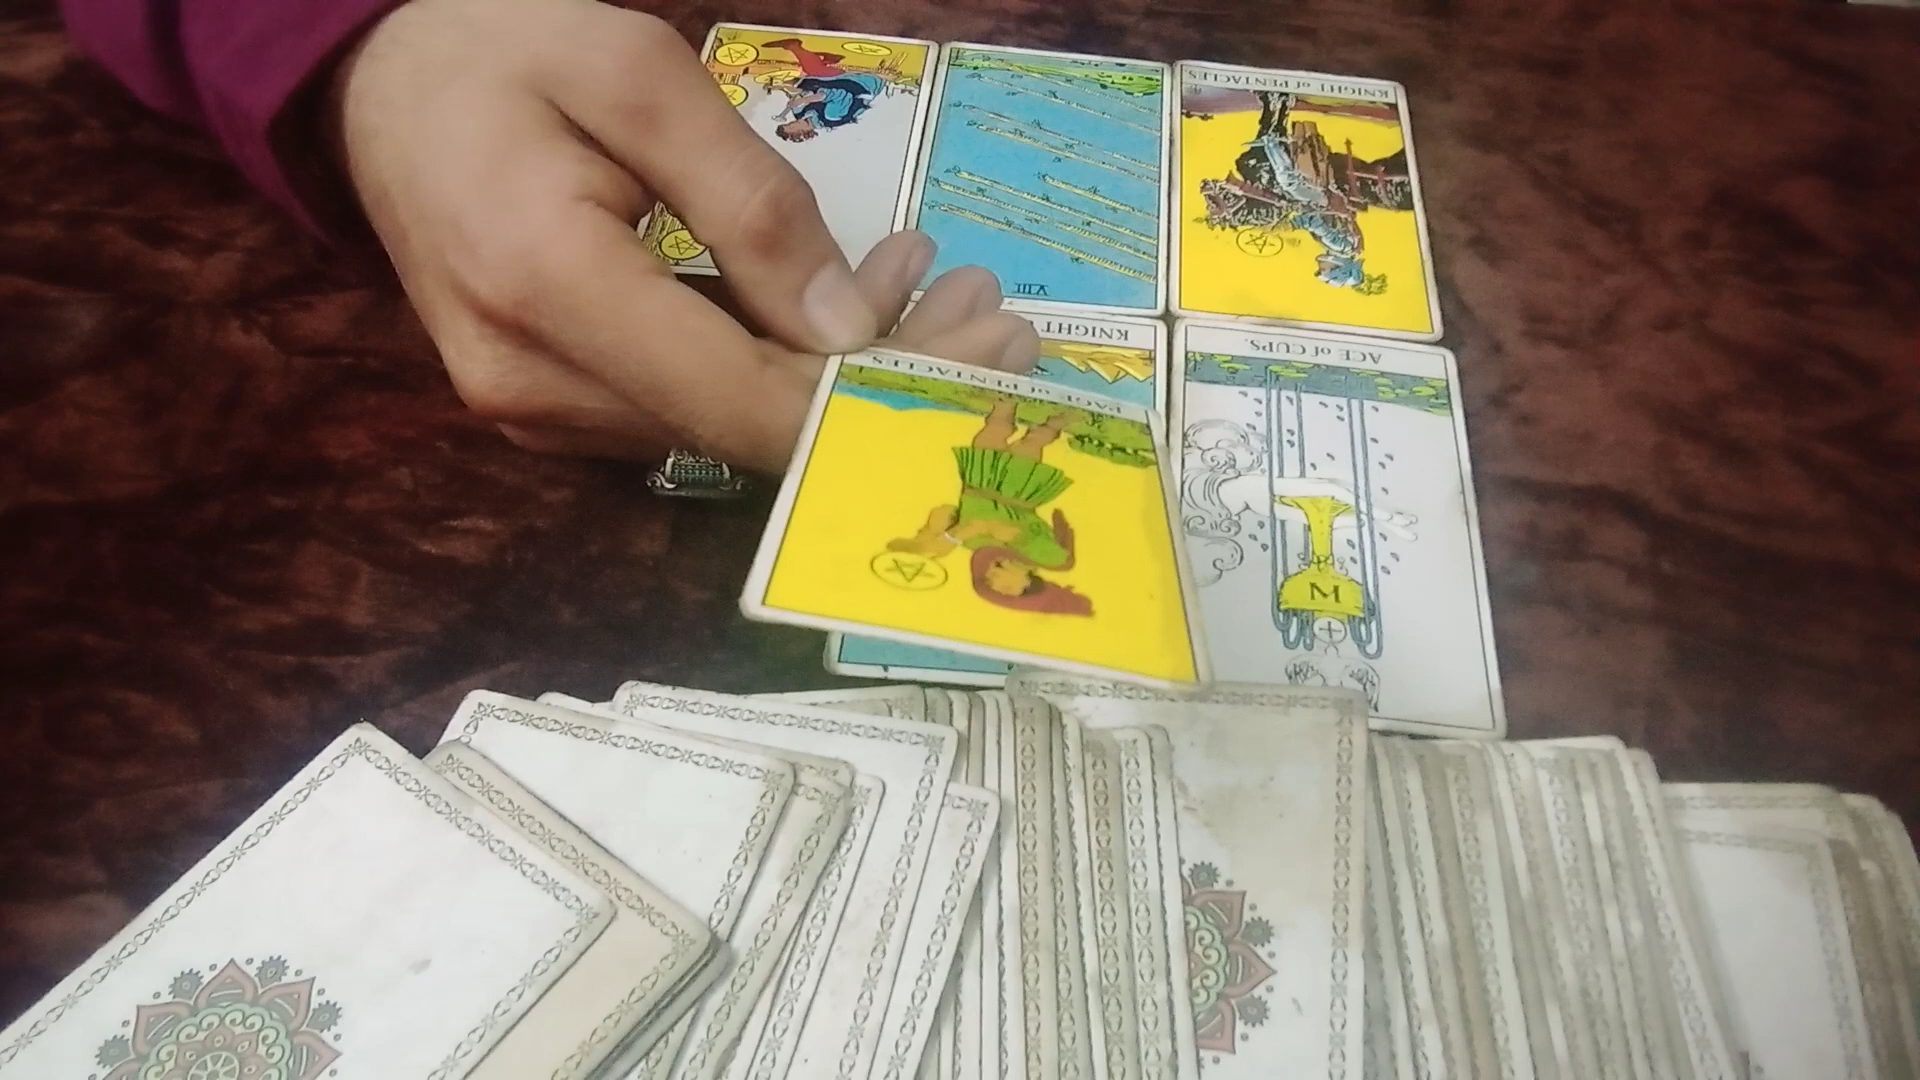 KNIGHT of PENTACLES
VIII
KNIGHT
ACE of CUPS.
PAGE of PENTACLES
W